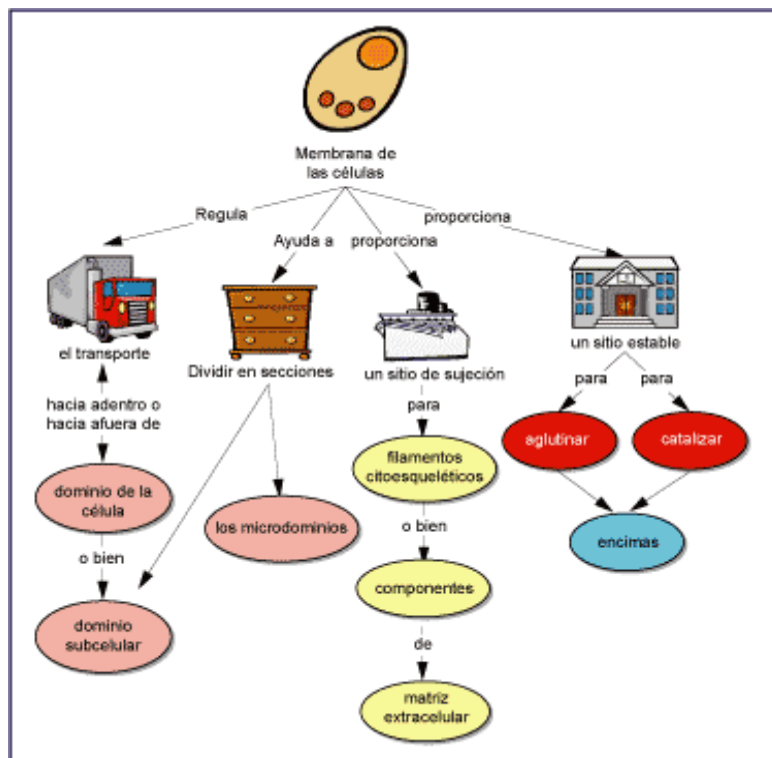 Membrana de
las células
Regula
Ayuda a
proporciona
proporciona
el transporte
Dividir en secciones
un sitio de sujeción
un sitio estable
hacia adentro o
hacia afuera de
para
para
para
dominio de la
célula
los microdominios
filamentos
citoesqueléticos
aglutinar
catalizar
o bien
o bien
encimas
dominio
subcelular
componentes
de
matriz
extracelular